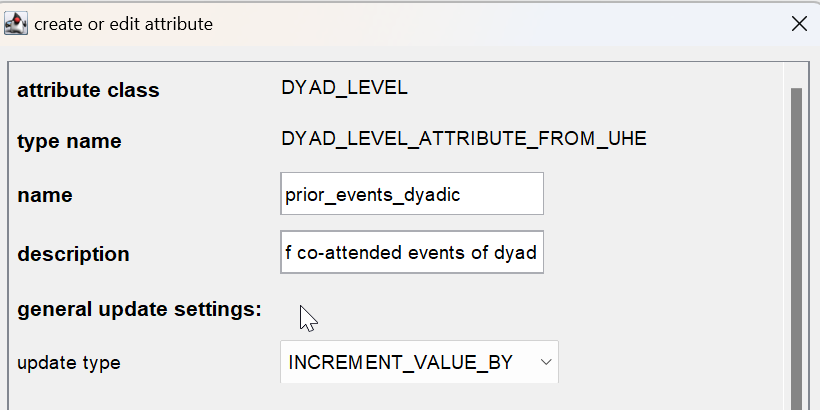 create or edit attribute
attribute class DYAD_LEVEL
type name DYAD_LEVEL_ATTRIBUTE_FROM_UHE
name prior_events_dyadic
description f co-attended events of dyad
general update settings:
update type INCREMENT_VALUE_BY